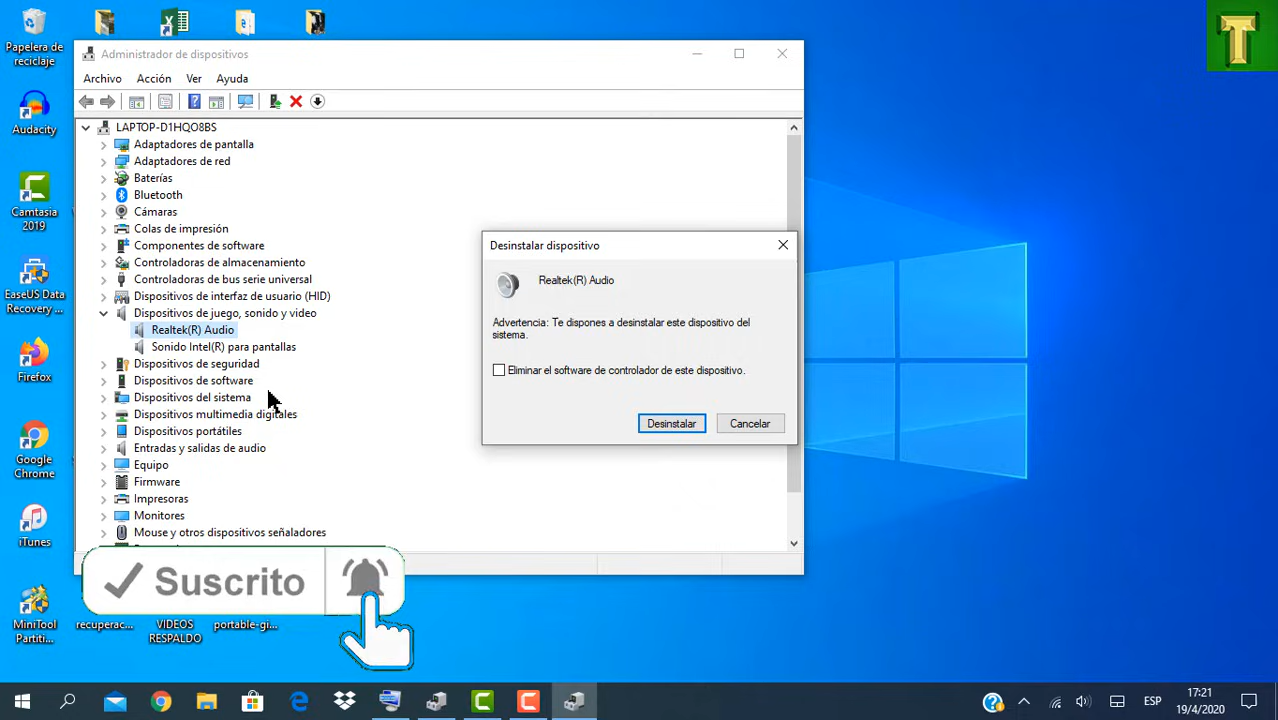 Papelera de
reciclaje
Audacity
Camtasia
2019
EaseUS Data
Recovery ...
Firefox
Google
Chrome
iTunes
MiniTool
Partiti...
recuperac...
VIDEOS
RESPALDO
portable-gi...
Administrador de dispositivos
Archivo Acción Ver Ayuda
LAPTOP-D1HQO8BS
Adaptadores de pantalla
Adaptadores de red
Baterías
Bluetooth
Cámaras
Colas de impresión
Componentes de software
Controladoras de almacenamiento
Controladoras de bus serie universal
Dispositivos de interfaz de usuario (HID)
Dispositivos de juego, sonido y video
Realtek(R) Audio
Sonido Intel(R) para pantallas
Dispositivos de seguridad
Dispositivos de software
Dispositivos del sistema
Dispositivos multimedia digitales
Dispositivos portátiles
Entradas y salidas de audio
Equipo
Firmware
Impresoras
Monitores
Mouse y otros dispositivos señaladores
Desinstalar dispositivo
Realtek(R) Audio
Advertencia: Te dispones a desinstalar este dispositivo del
sistema.
Eliminar el software de controlador de este dispositivo.
Desinstalar Cancelar
Suscrito
T
ESP
17:21
19/4/2020